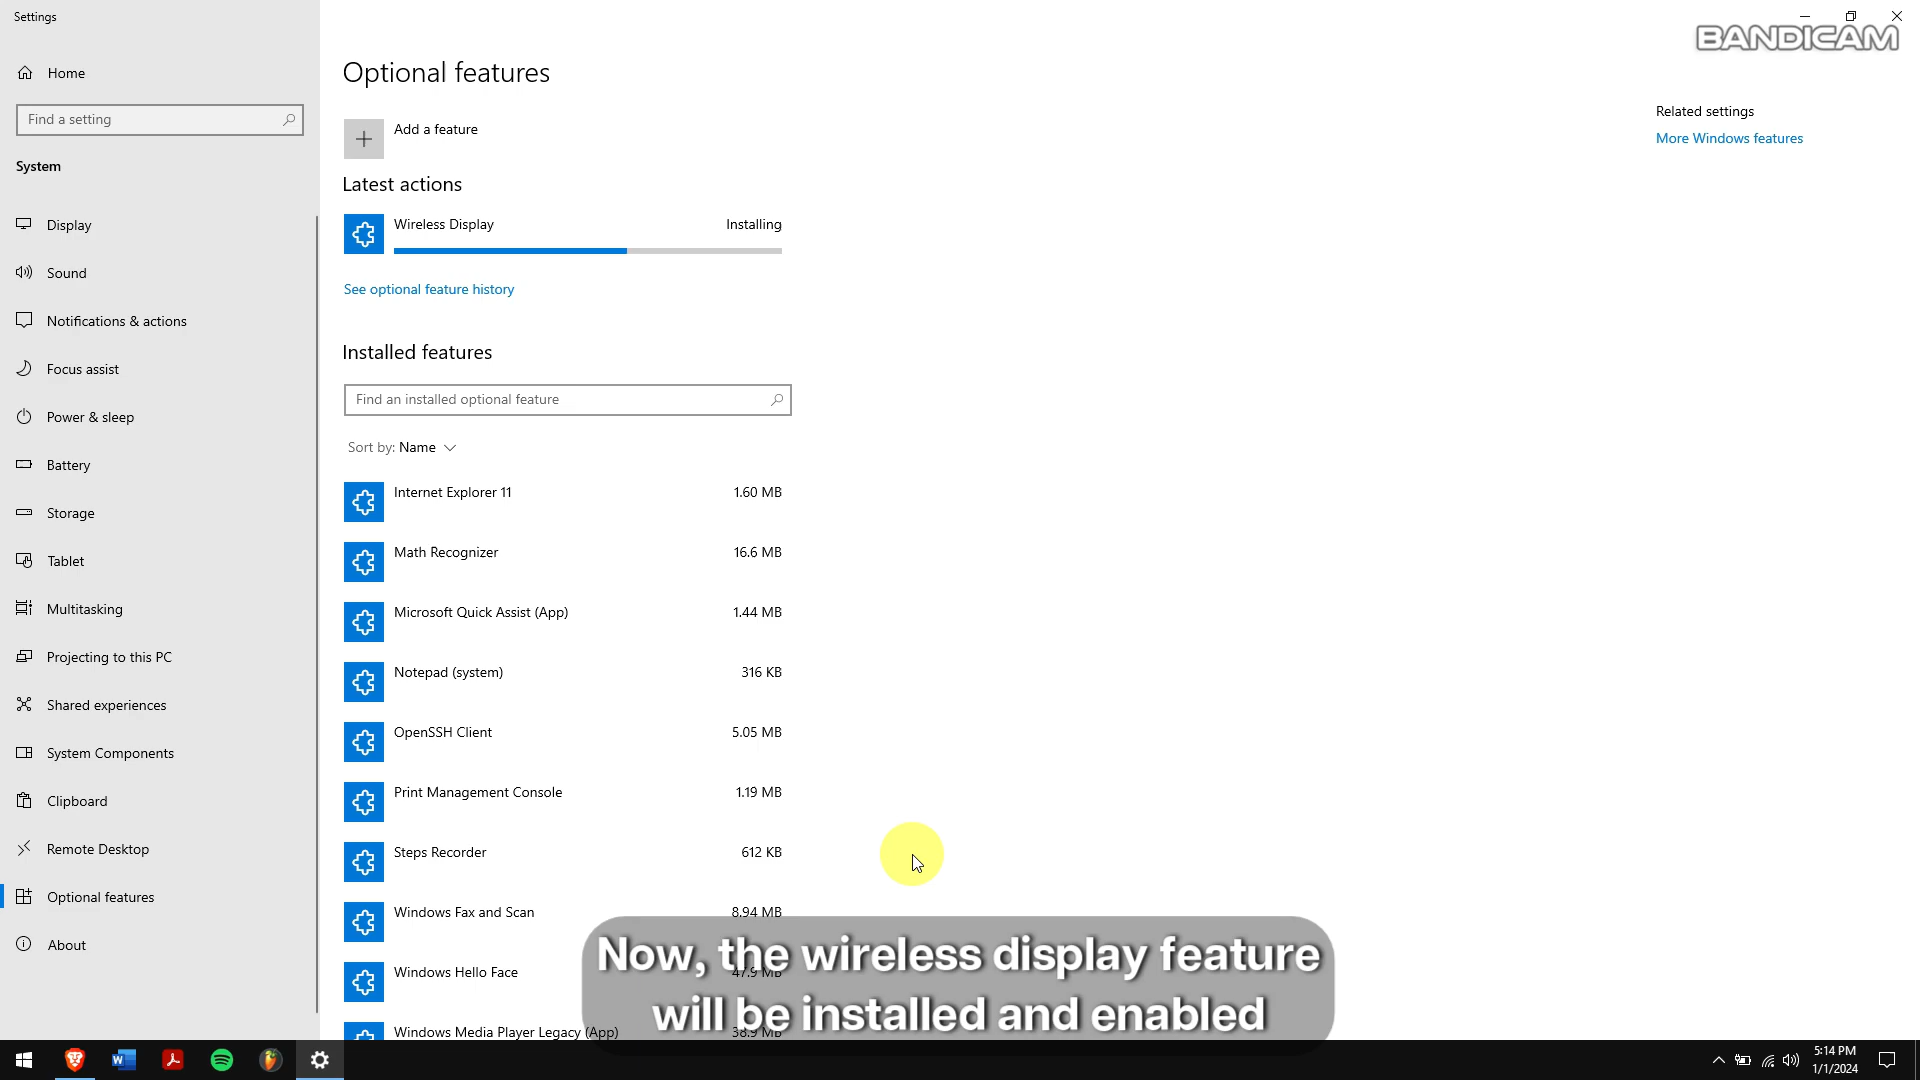 Settings
BANDICAM
Home
Find a setting
System
Display
Sound
Notifications & actions
Focus assist
Power & sleep
Battery
Storage
Tablet
Multitasking
Projecting to this PC
Shared experiences
System Components
Clipboard
Remote Desktop
Optional features
About
Optional features
Add a feature
Latest actions
Wireless Display Installing
See optional feature history
Installed features
Find an installed optional feature
Sort by: Name
Internet Explorer 11 1.60 MB
Math Recognizer 16.6 MB
Microsoft Quick Assist (App) 1.44 MB
Notepad (system) 316 KB
OpenSSH Client 5.05 MB
Print Management Console 1.19 MB
Steps Recorder 612 KB
Windows Fax and Scan 8.94 MB
Windows Hello Face 47.9 MB
Windows Media Player Legacy (App) 38.9 MB
Related settings
More Windows features
Now, the wireless display feature
will be installed and enabled
5:14 PM
1/1/2024